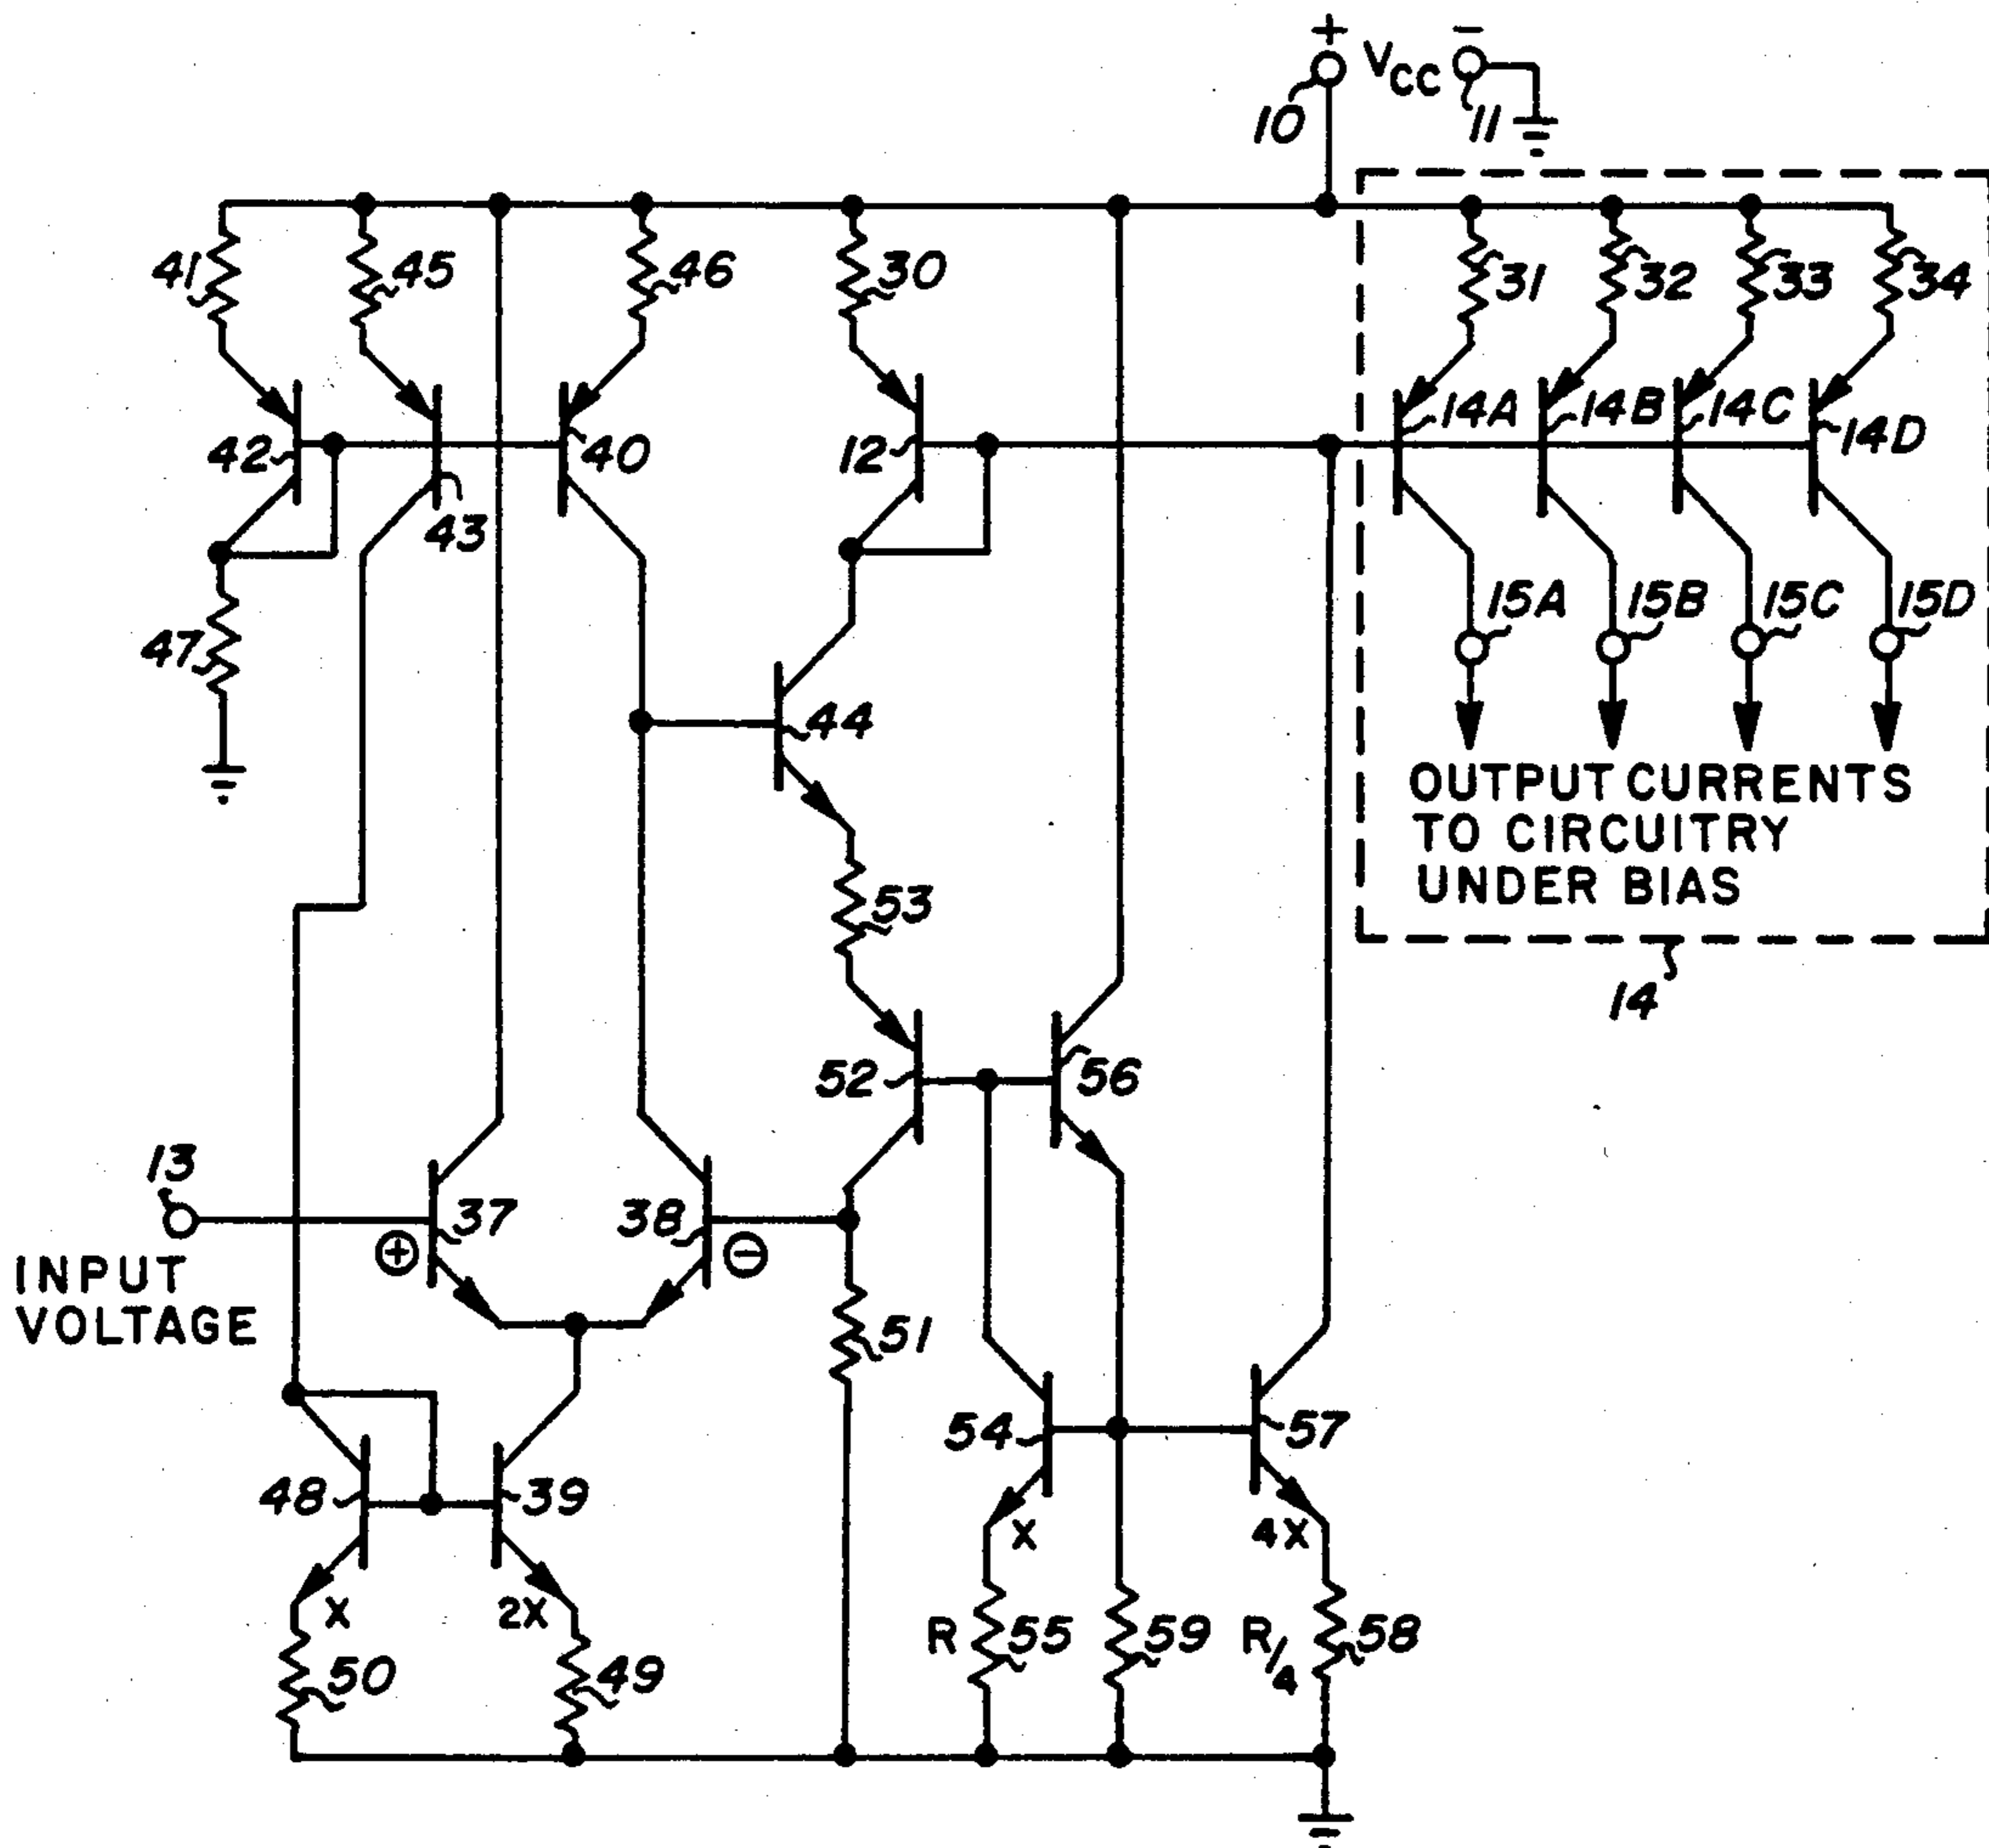 + VCC −
10 11
41 45 46 30 31 32 33 34
42 43 40 12 14A 14B 14C 14D
47 15A 15B 15C 15D
44
OUTPUT CURRENTS
TO CIRCUITRY
UNDER BIAS
53
14
52 56
13
37 38
+ −
INPUT
VOLTAGE
51
54 57
48 39
X 4X
X 2X
R 55 59 R/4 58
50 49